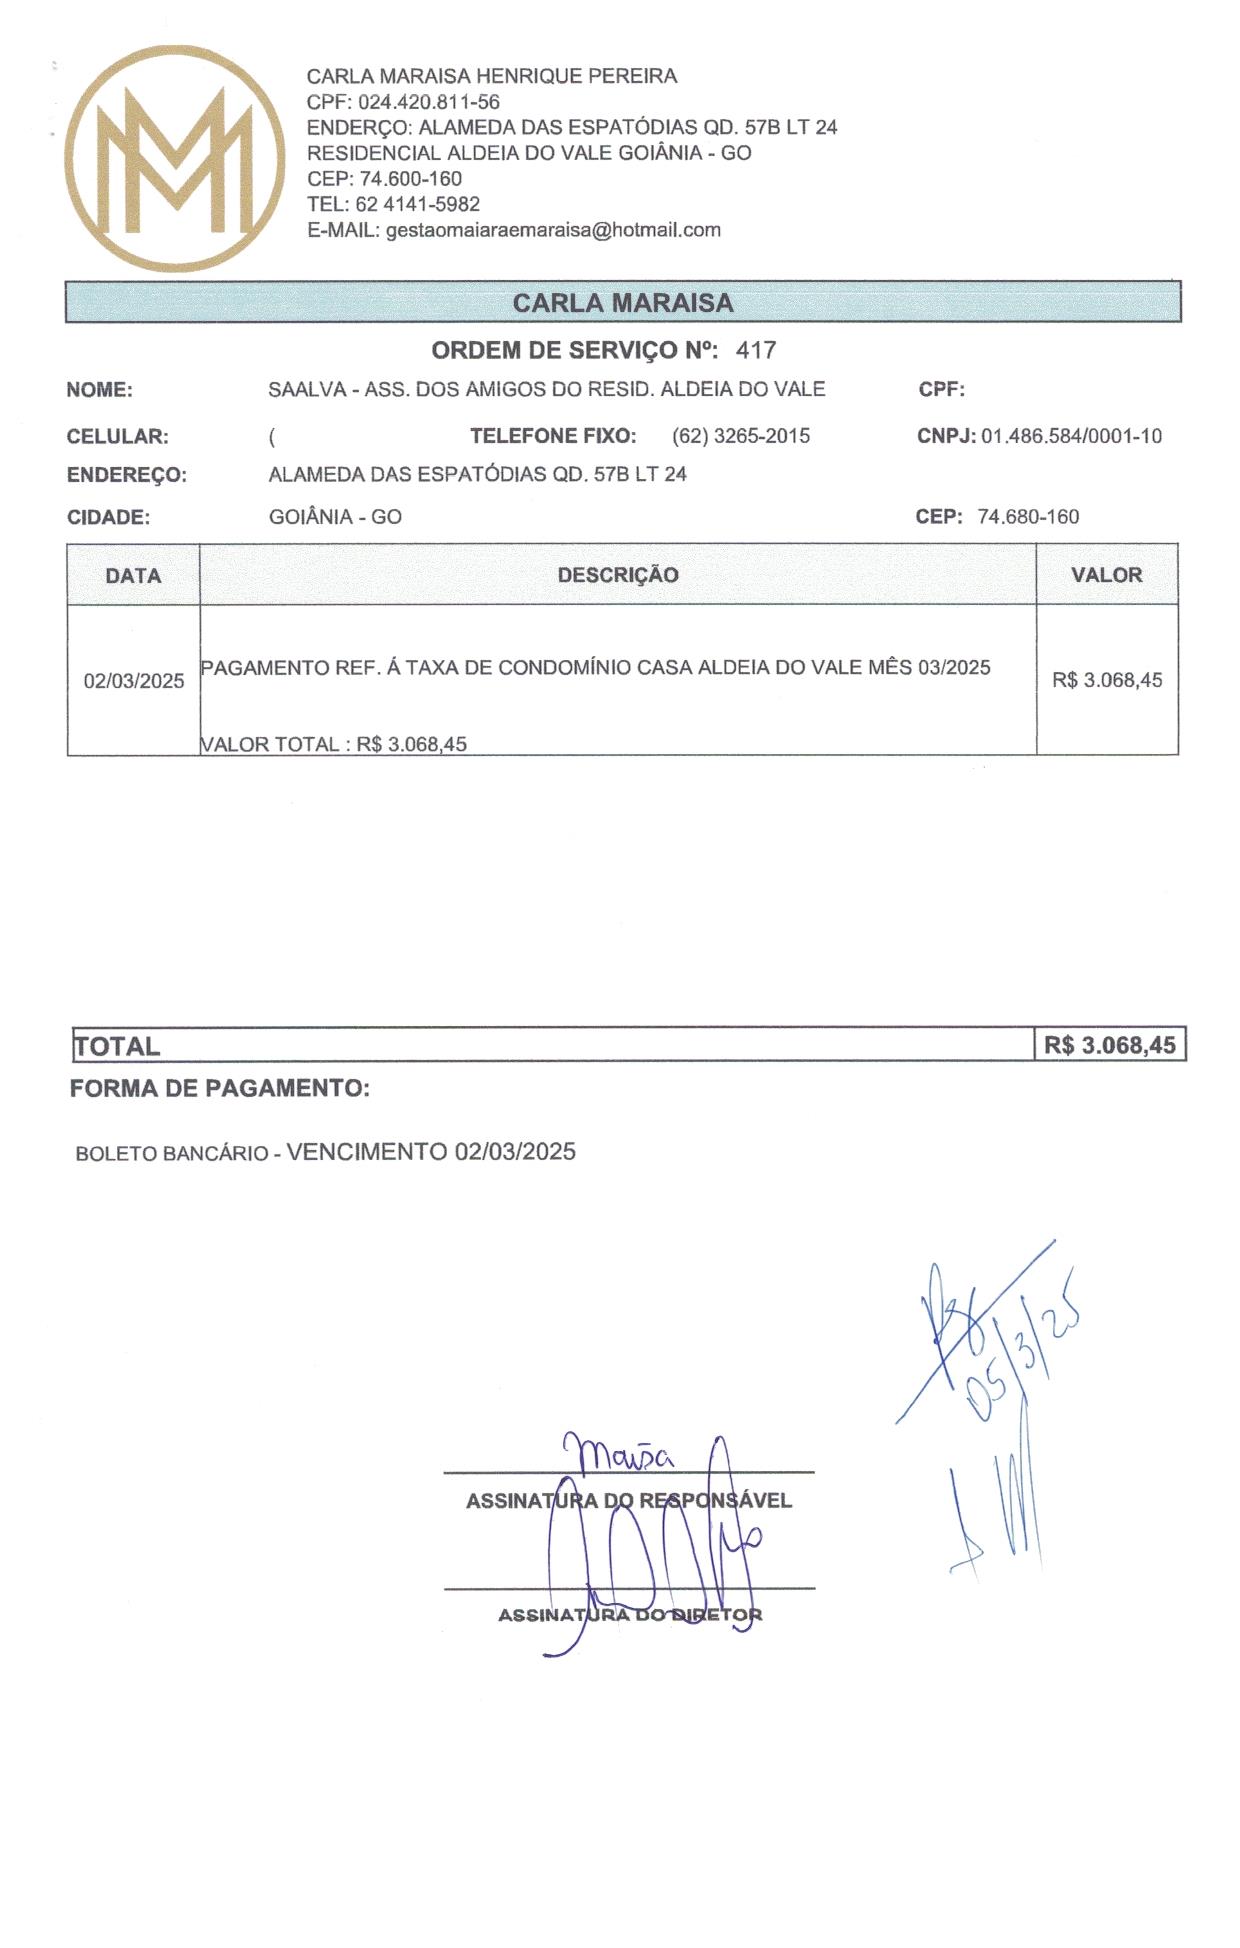 CARLA MARAISA HENRIQUE PEREIRA
CPF: 024.420.811-56
ENDERÇO: ALAMEDA DAS ESPATÓDIAS QD. 57B LT 24
RESIDENCIAL ALDEIA DO VALE GOIÂNIA - GO
CEP: 74.600-160
TEL: 62 4141-5982
E-MAIL: gestaomaiaraemaraisa@hotmail.com
CARLA MARAISA
ORDEM DE SERVIÇO Nº: 417
NOME: SAALVA - ASS. DOS AMIGOS DO RESID. ALDEIA DO VALE CPF:
CELULAR: ( TELEFONE FIXO: (62) 3265-2015 CNPJ: 01.486.584/0001-10
ENDEREÇO: ALAMEDA DAS ESPATÓDIAS QD. 57B LT 24
CIDADE: GOIÂNIA - GO CEP: 74.680-160
DATA DESCRIÇÃO VALOR
PAGAMENTO REF. Á TAXA DE CONDOMÍNIO CASA ALDEIA DO VALE MÊS 03/2025
02/03/2025 R$ 3.068,45
VALOR TOTAL : R$ 3.068,45
TOTAL R$ 3.068,45
FORMA DE PAGAMENTO:
BOLETO BANCÁRIO - VENCIMENTO 02/03/2025
05/3/25
ASSINATURA DO RESPONSÁVEL
ASSINATURA DO DIRETOR